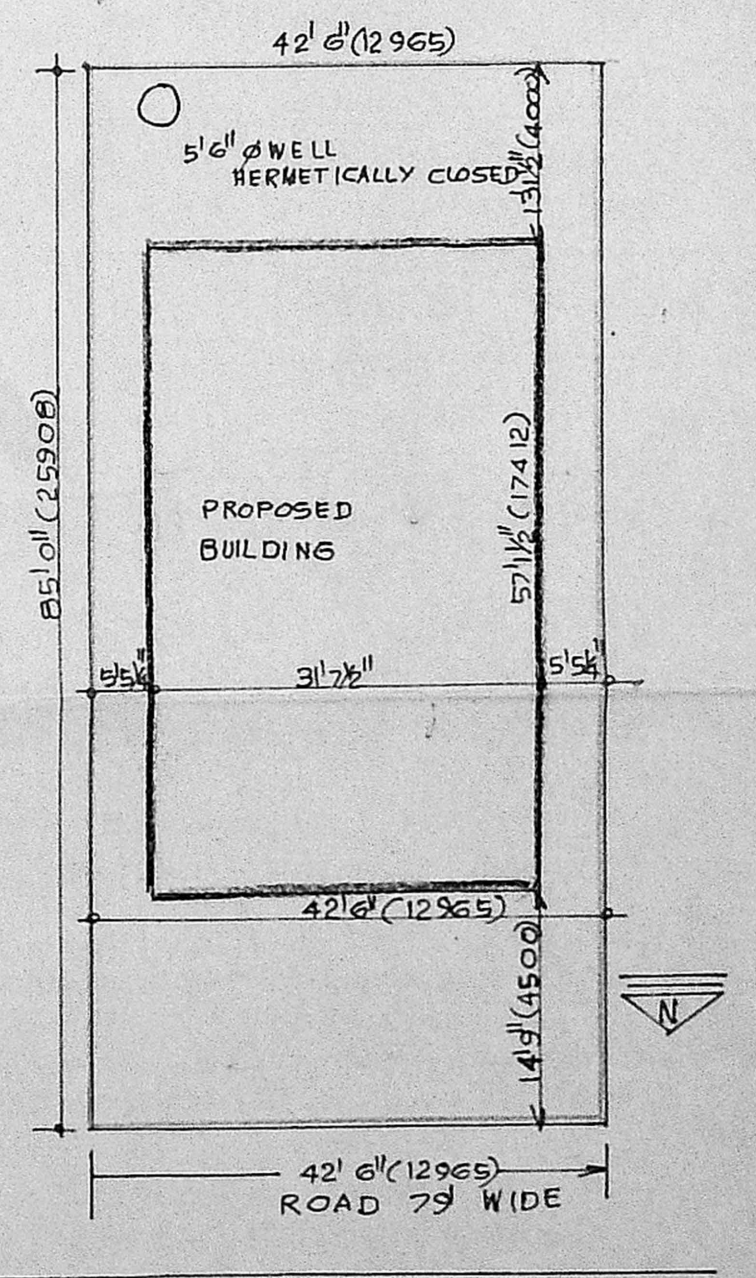 42' 6"(12965)
5'6" ØWELL
HERMETICALLY CLOSED
13'1½"(4000)
85'0"(25908)
57'1½"(17412)
PROPOSED
BUILDING
5'5¼"
31'7½"
5'5¼"
42'6"(12965)
14'9"(4500)
N
42' 6"(12965)
ROAD 79' WIDE